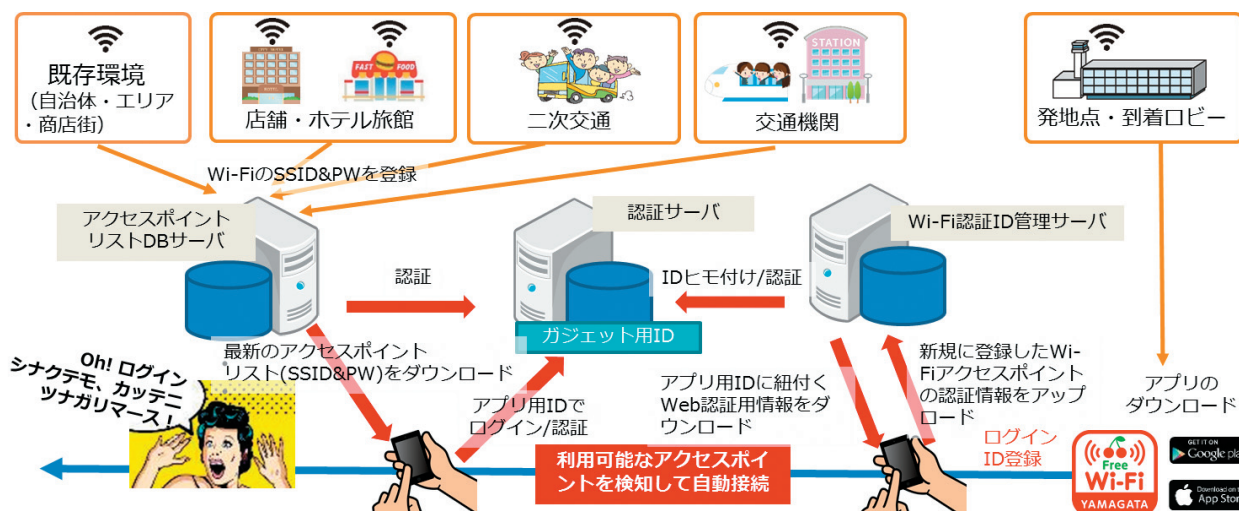 既存環境
(自治体・エリア
・商店街)
HOTEL
FAST FOOD
店舗・ホテル旅館
二次交通
STATION
交通機関
発地点・到着ロビー
Wi-FiのSSID&PWを登録
アクセスポイント
リストDBサーバ
認証サーバ
Wi-Fi認証ID管理サーバ
認証
IDヒモ付け/認証
ガジェット用ID
最新のアクセスポイント
リスト(SSID&PW)をダウンロード
アプリ用IDで
ログイン/認証
アプリ用IDに紐付く
Web認証用情報をダ
ウンロード
新規に登録したWi-
Fiアクセスポイント
の認証情報をアップ
ロード
アプリの
ダウンロード
Oh! ログイン
シナクテモ、カッテニ
ツナガリマース!
利用可能なアクセスポイ
ントを検知して自動接続
ログイン
ID登録
Free
Wi-Fi
YAMAGATA
GET IT ON
Google pla
Download on t
App Stor